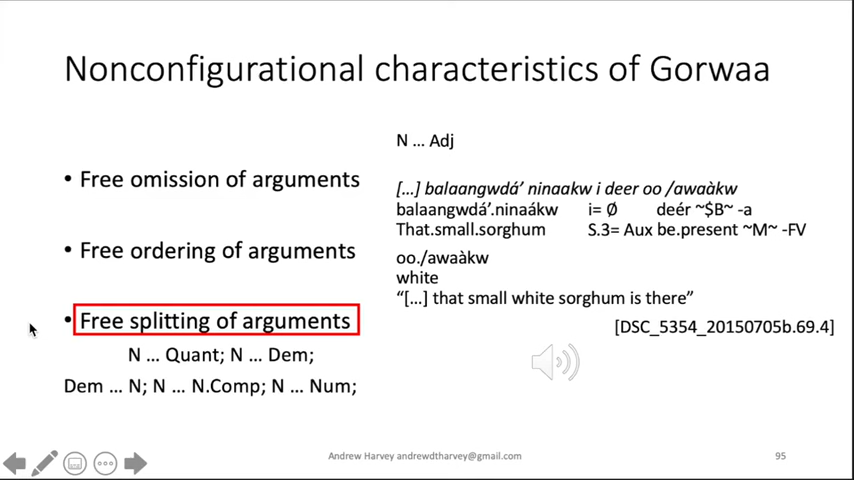 Nonconfigurational characteristics of Gorwaa
• Free omission of arguments
• Free ordering of arguments
• Free splitting of arguments
N … Quant; N … Dem;
Dem … N; N … N.Comp; N … Num;
N … Adj
[…] balaangwdá’ ninaakw i deer oo /awaàkw
balaangwdá’.ninaákw i= Ø deér ~$B~ -a
That.small.sorghum S.3= Aux be.present ~M~ -FV
oo./awaàkw
white
“[…] that small white sorghum is there”
[DSC_5354_20150705b.69.4]
Andrew Harvey andrewdtharvey@gmail.com
95